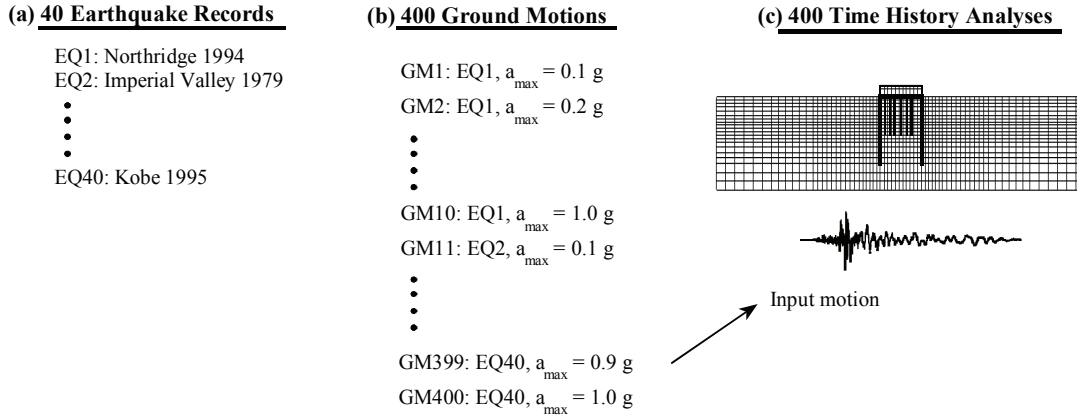 (a) 40 Earthquake Records
EQ1: Northridge 1994
EQ2: Imperial Valley 1979
EQ40: Kobe 1995
(b) 400 Ground Motions
GM1: EQ1, amax = 0.1 g
GM2: EQ1, amax = 0.2 g
GM10: EQ1, amax = 1.0 g
GM11: EQ2, amax = 0.1 g
GM399: EQ40, amax = 0.9 g
GM400: EQ40, amax = 1.0 g
(c) 400 Time History Analyses
Input motion